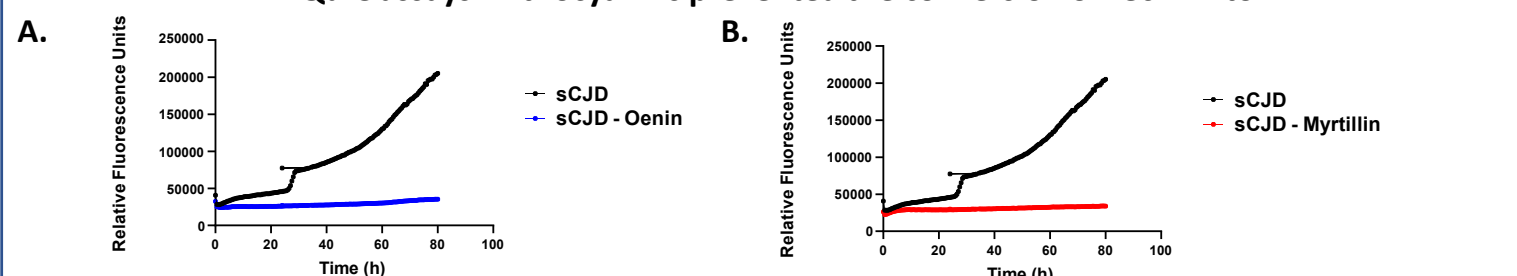 A.
Relative Fluorescence Units
250000
200000
150000
100000
50000
0
0 20 40 60 80 100
Time (h)
sCJD
sCJD - Oenin
B.
Relative Fluorescence Units
250000
200000
150000
100000
50000
0
0 20 40 60 80 100
Time (h)
sCJD
sCJD - Myrtillin